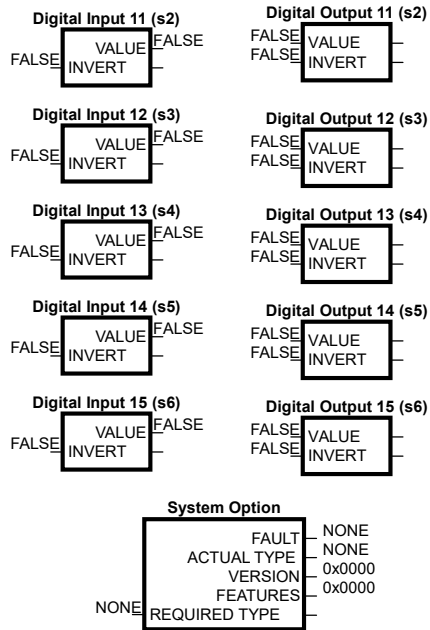 Digital Input 11 (s2)
VALUE FALSE
FALSE INVERT
Digital Output 11 (s2)
FALSE VALUE
FALSE INVERT
Digital Input 12 (s3)
VALUE FALSE
FALSE INVERT
Digital Output 12 (s3)
FALSE VALUE
FALSE INVERT
Digital Input 13 (s4)
VALUE FALSE
FALSE INVERT
Digital Output 13 (s4)
FALSE VALUE
FALSE INVERT
Digital Input 14 (s5)
VALUE FALSE
FALSE INVERT
Digital Output 14 (s5)
FALSE VALUE
FALSE INVERT
Digital Input 15 (s6)
VALUE FALSE
FALSE INVERT
Digital Output 15 (s6)
FALSE VALUE
FALSE INVERT
System Option
FAULT NONE
ACTUAL TYPE NONE
VERSION 0x0000
FEATURES 0x0000
NONE REQUIRED TYPE